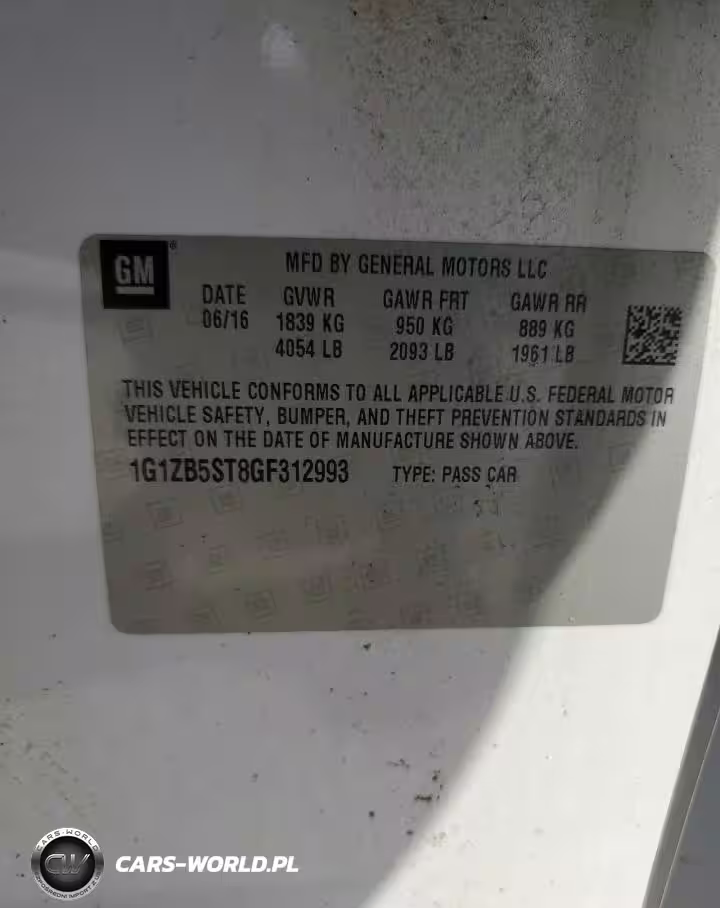 GM®
MFD BY GENERAL MOTORS LLC
DATE GVWR GAWR FRT GAWR RR
06/16 1839 KG 950 KG 889 KG
4054 LB 2093 LB 1961 LB
THIS VEHICLE CONFORMS TO ALL APPLICABLE U.S. FEDERAL MOTOR
VEHICLE SAFETY, BUMPER, AND THEFT PREVENTION STANDARDS IN
EFFECT ON THE DATE OF MANUFACTURE SHOWN ABOVE.
1G1ZB5ST8GF312993 TYPE: PASS CAR
CARS-WORLD
CW
CARS-WORLD.PL